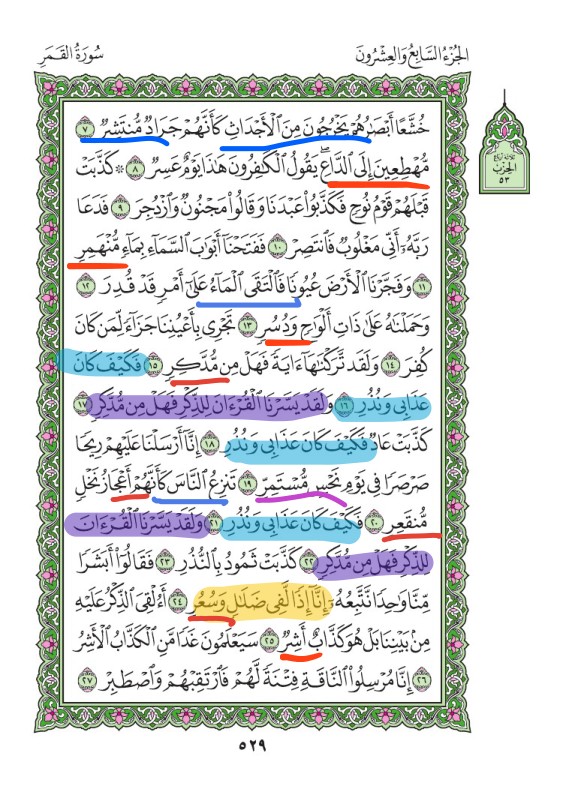 سُورَةُ القَمَرِ
الجُزْءُ السَّابِعُ وَالعِشْرُونَ
خُشَّعًا أَبْصَٰرُهُمْ يَخْرُجُونَ مِنَ ٱلْأَجْدَاثِ كَأَنَّهُمْ جَرَادٌ مُّنتَشِرٌ ٧
مُّهْطِعِينَ إِلَى ٱلدَّاعِ ۖ يَقُولُ ٱلْكَٰفِرُونَ هَٰذَا يَوْمٌ عَسِرٌ ٨ ۞ كَذَّبَتْ
قَبْلَهُمْ قَوْمُ نُوحٍ فَكَذَّبُوا۟ عَبْدَنَا وَقَالُوا۟ مَجْنُونٌ وَٱزْدُجِرَ ٩ فَدَعَا
رَبَّهُۥٓ أَنِّى مَغْلُوبٌ فَٱنتَصِرْ ١٠ فَفَتَحْنَآ أَبْوَٰبَ ٱلسَّمَآءِ بِمَآءٍ مُّنْهَمِرٍ
١١ وَفَجَّرْنَا ٱلْأَرْضَ عُيُونًا فَٱلْتَقَى ٱلْمَآءُ عَلَىٰٓ أَمْرٍ قَدْ قُدِرَ ١٢
وَحَمَلْنَٰهُ عَلَىٰ ذَاتِ أَلْوَٰحٍ وَدُسُرٍ ١٣ تَجْرِى بِأَعْيُنِنَا جَزَآءً لِّمَن كَانَ
كُفِرَ ١٤ وَلَقَد تَّرَكْنَٰهَآ ءَايَةً فَهَلْ مِن مُّدَّكِرٍ ١٥ فَكَيْفَ كَانَ
عَذَابِى وَنُذُرِ ١٦ وَلَقَدْ يَسَّرْنَا ٱلْقُرْءَانَ لِلذِّكْرِ فَهَلْ مِن مُّدَّكِرٍ ١٧
كَذَّبَتْ عَادٌ فَكَيْفَ كَانَ عَذَابِى وَنُذُرِ ١٨ إِنَّآ أَرْسَلْنَا عَلَيْهِمْ رِيحًا
صَرْصَرًا فِى يَوْمِ نَحْسٍ مُّسْتَمِرٍّ ١٩ تَنزِعُ ٱلنَّاسَ كَأَنَّهُمْ أَعْجَازُ نَخْلٍ
مُّنقَعِرٍ ٢٠ فَكَيْفَ كَانَ عَذَابِى وَنُذُرِ ٢١ وَلَقَدْ يَسَّرْنَا ٱلْقُرْءَانَ
لِلذِّكْرِ فَهَلْ مِن مُّدَّكِرٍ ٢٢ كَذَّبَتْ ثَمُودُ بِٱلنُّذُرِ ٢٣ فَقَالُوٓا۟ أَبَشَرًا
مِّنَّا وَٰحِدًا نَّتَّبِعُهُۥٓ إِنَّآ إِذًا لَّفِى ضَلَٰلٍ وَسُعُرٍ ٢٤ أَءُلْقِىَ ٱلذِّكْرُ عَلَيْهِ
مِنۢ بَيْنِنَا بَلْ هُوَ كَذَّابٌ أَشِرٌ ٢٥ سَيَعْلَمُونَ غَدًا مَّنِ ٱلْكَذَّابُ ٱلْأَشِرُ
٢٦ إِنَّا مُرْسِلُوا۟ ٱلنَّاقَةِ فِتْنَةً لَّهُمْ فَٱرْتَقِبْهُمْ وَٱصْطَبِرْ ٢٧
ثلاثة أرباع
الحزب
٥٣
٥٢٩